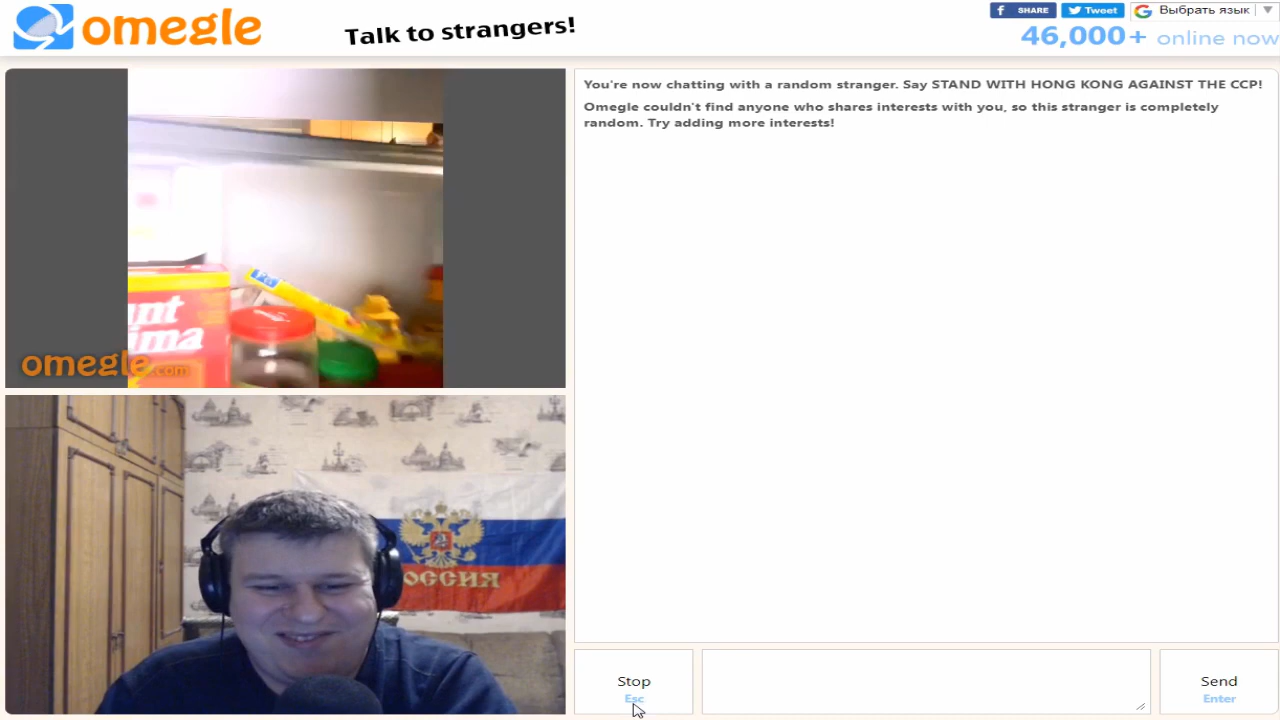 omegle
Talk to strangers!
f SHARE
Tweet
G Выбрать язык ▼
46,000+ online now
You're now chatting with a random stranger. Say STAND WITH HONG KONG AGAINST THE CCP!
Omegle couldn't find anyone who shares interests with you, so this stranger is completely
random. Try adding more interests!
omegle.com
РОССИЯ
Stop
Esc
Send
Enter